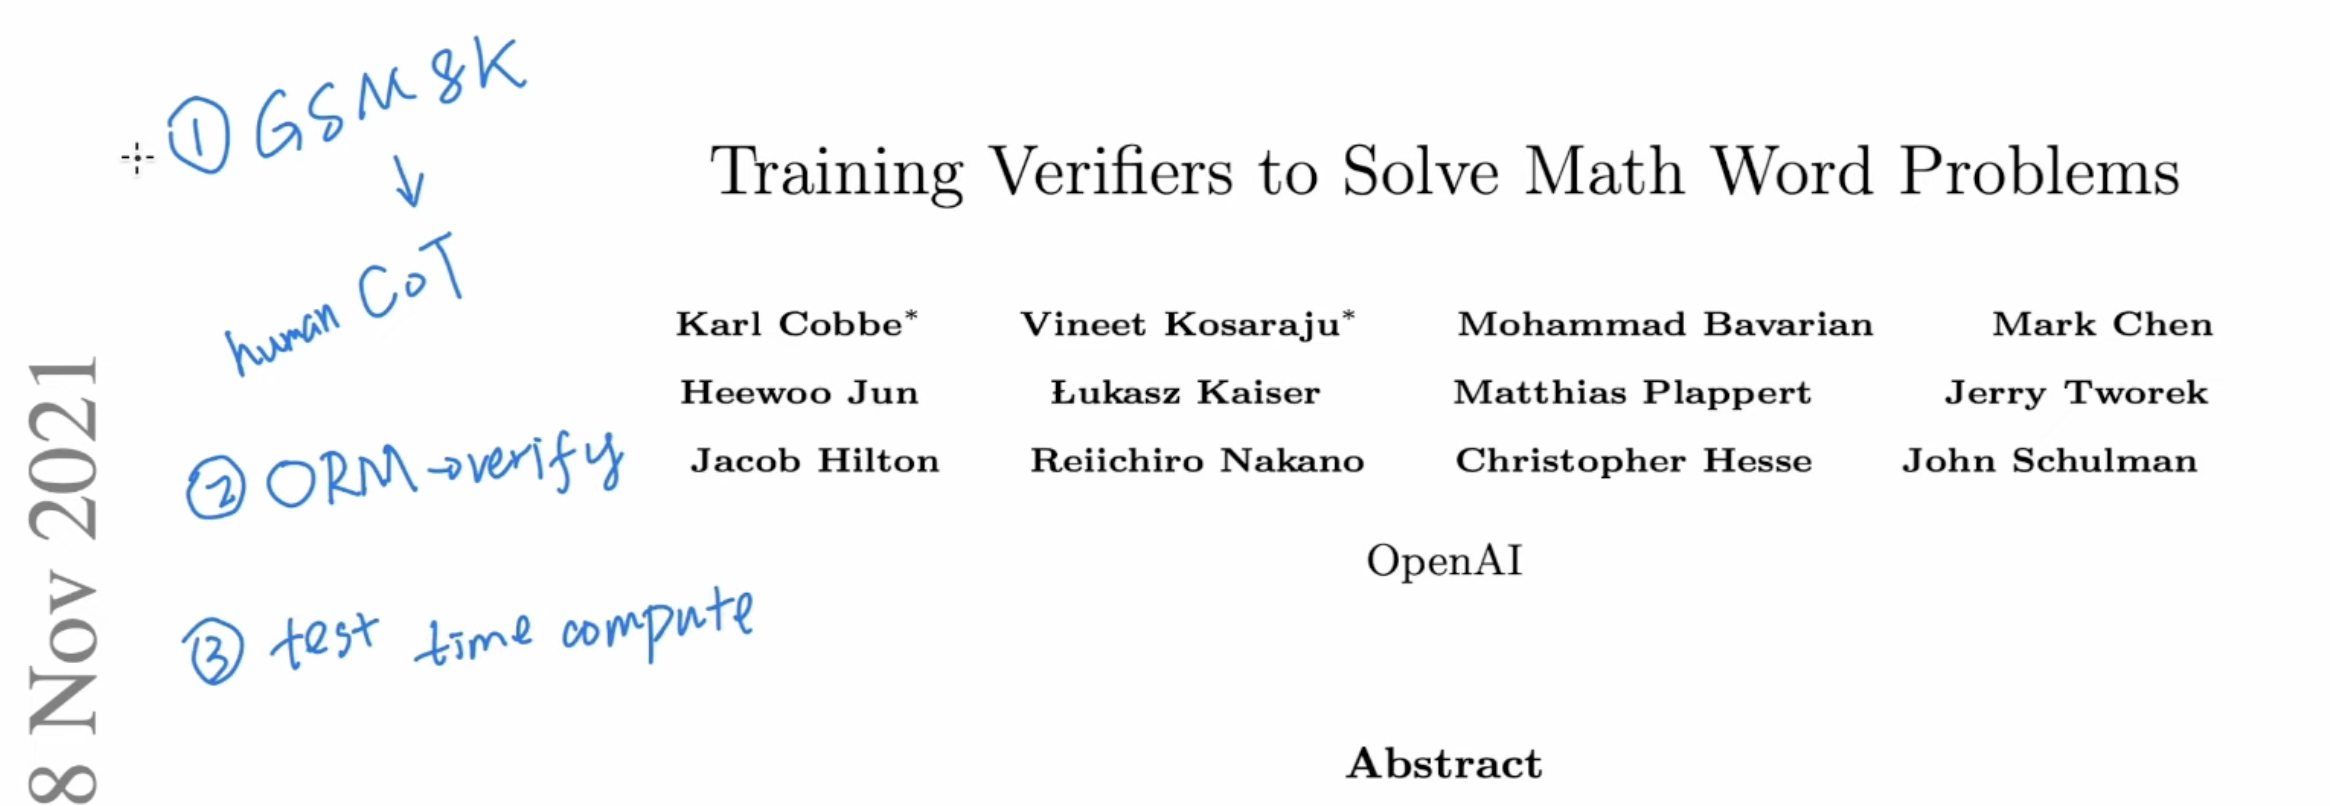 ① GSM8K
↓
human CoT
② ORM → verify
③ test time compute
Training Verifiers to Solve Math Word Problems
Karl Cobbe* Vineet Kosaraju* Mohammad Bavarian Mark Chen
Heewoo Jun Łukasz Kaiser Matthias Plappert Jerry Tworek
Jacob Hilton Reiichiro Nakano Christopher Hesse John Schulman
OpenAI
Abstract
8 Nov 2021